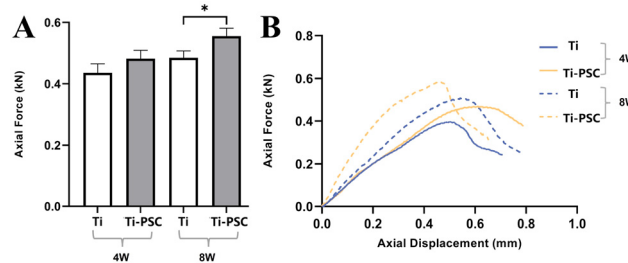 A
Axial Force (kN)
0.6
0.4
0.2
0.0
*
Ti
Ti-PSC
Ti
Ti-PSC
4W
8W
B
Axial Force (kN)
0.8
0.6
0.4
0.2
0.0
0.0 0.2 0.4 0.6 0.8 1.0
Axial Displacement (mm)
Ti
Ti-PSC
4W
Ti
Ti-PSC
8W